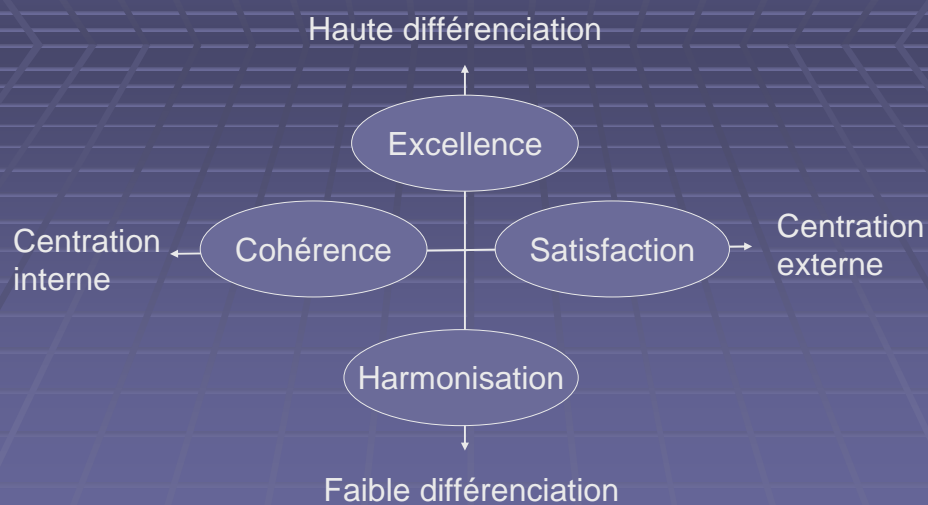 Haute différenciation
Excellence
Centration
interne
Cohérence
Satisfaction
Centration
externe
Harmonisation
Faible différenciation